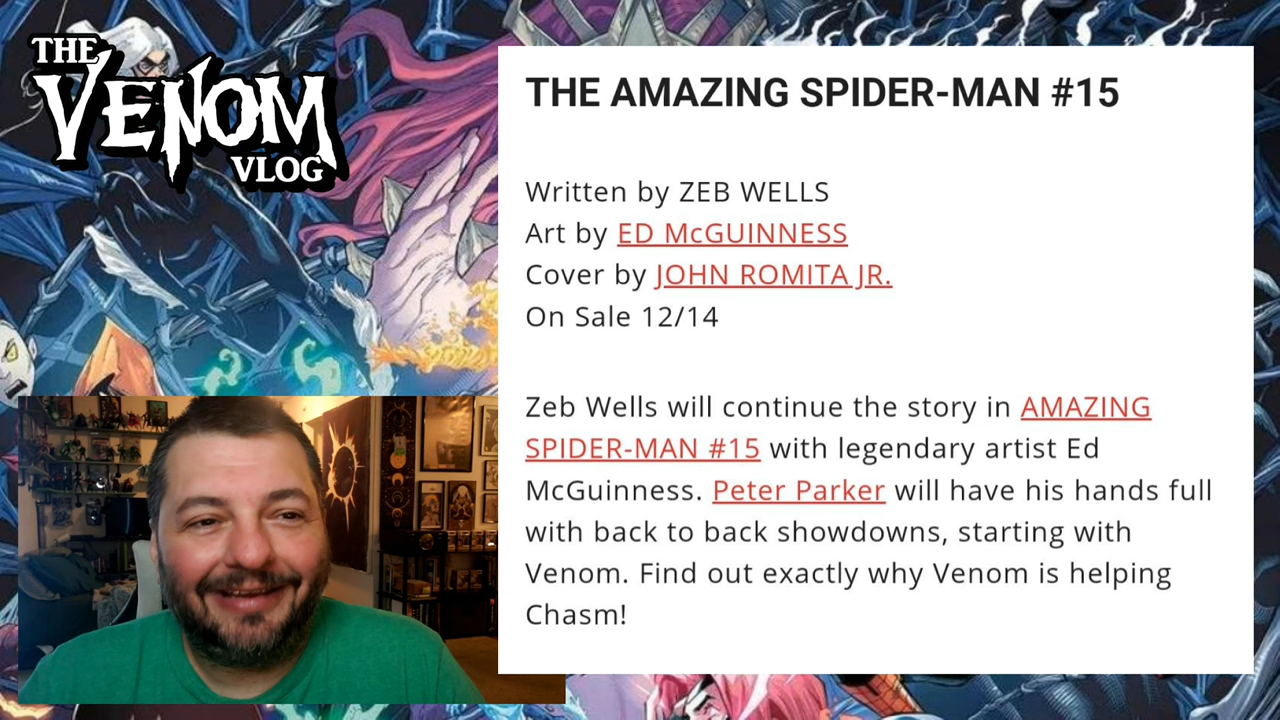 THE
VENOM
VLOG
THE AMAZING SPIDER-MAN #15
Written by ZEB WELLS
Art by ED McGUINNESS
Cover by JOHN ROMITA JR.
On Sale 12/14
Zeb Wells will continue the story in AMAZING
SPIDER-MAN #15 with legendary artist Ed
McGuinness. Peter Parker will have his hands full
with back to back showdowns, starting with
Venom. Find out exactly why Venom is helping
Chasm!